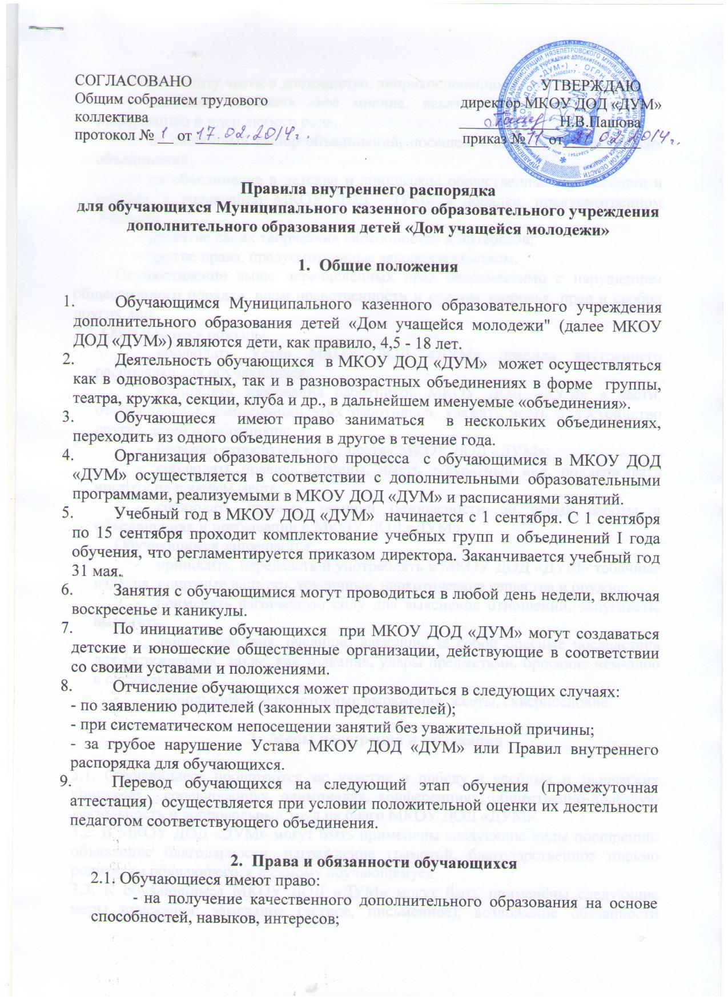 СОГЛАСОВАНО
Общим собранием трудового
коллектива
протокол № 1 от 17.02.2014г.
УТВЕРЖДАЮ
директор МКОУ ДОД «ДУМ»
Н.В.Пашова
приказ № 11 от 21.02.2014г.
Правила внутреннего распорядка
для обучающихся Муниципального казенного образовательного учреждения
дополнительного образования детей «Дом учащейся молодежи»
1. Общие положения
1. Обучающимся Муниципального казенного образовательного учреждения
дополнительного образования детей «Дом учащейся молодежи" (далее МКОУ
ДОД «ДУМ») являются дети, как правило, 4,5 - 18 лет.
2. Деятельность обучающихся в МКОУ ДОД «ДУМ» может осуществляться
как в одновозрастных, так и в разновозрастных объединениях в форме группы,
театра, кружка, секции, клуба и др., в дальнейшем именуемые «объединения».
3. Обучающиеся имеют право заниматься в нескольких объединениях,
переходить из одного объединения в другое в течение года.
4. Организация образовательного процесса с обучающимися в МКОУ ДОД
«ДУМ» осуществляется в соответствии с дополнительными образовательными
программами, реализуемыми в МКОУ ДОД «ДУМ» и расписаниями занятий.
5. Учебный год в МКОУ ДОД «ДУМ» начинается с 1 сентября. С 1 сентября
по 15 сентября проходит комплектование учебных групп и объединений I года
обучения, что регламентируется приказом директора. Заканчивается учебный год
31 мая.
6. Занятия с обучающимися могут проводиться в любой день недели, включая
воскресенье и каникулы.
7. По инициативе обучающихся при МКОУ ДОД «ДУМ» могут создаваться
детские и юношеские общественные организации, действующие в соответствии
со своими уставами и положениями.
8. Отчисление обучающихся может производиться в следующих случаях:
- по заявлению родителей (законных представителей);
- при систематическом непосещении занятий без уважительной причины;
- за грубое нарушение Устава МКОУ ДОД «ДУМ» или Правил внутреннего
распорядка для обучающихся.
9. Перевод обучающихся на следующий этап обучения (промежуточная
аттестация) осуществляется при условии положительной оценки их деятельности
педагогом соответствующего объединения.
2. Права и обязанности обучающихся
2.1. Обучающиеся имеют право:
- на получение качественного дополнительного образования на основе
способностей, навыков, интересов;